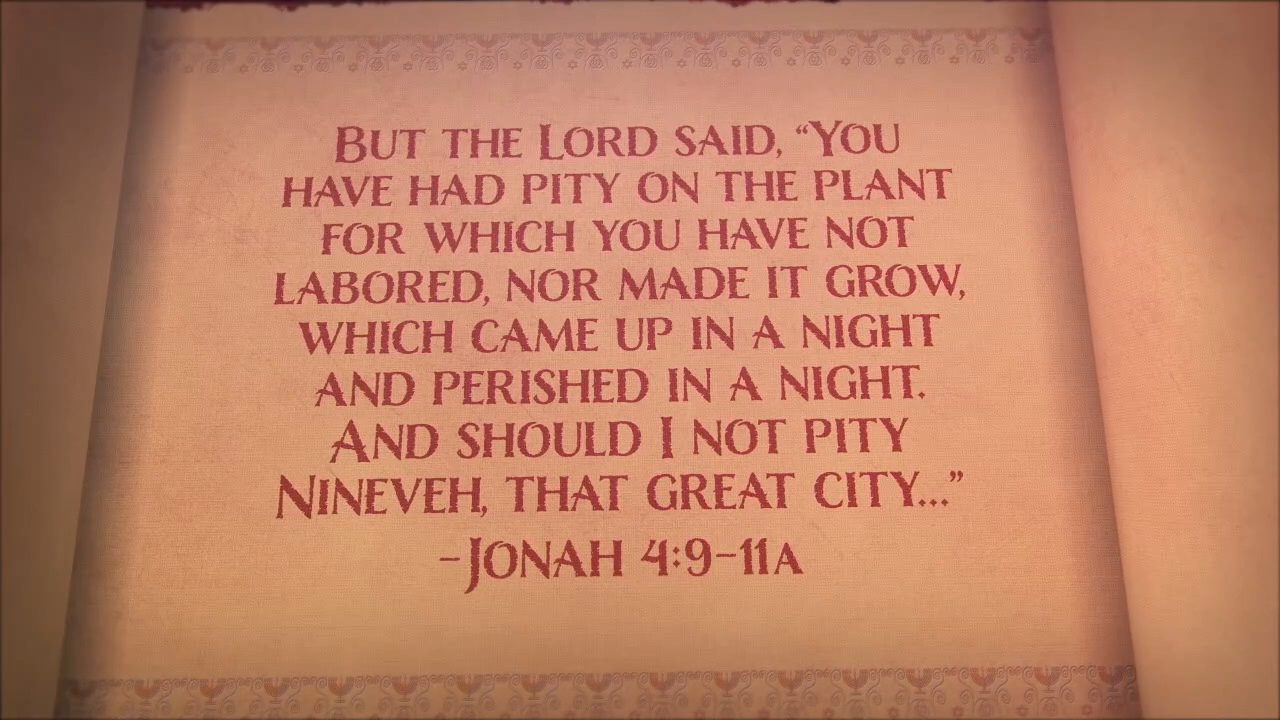 But the Lord said, “You
have had pity on the plant
for which you have not
labored, nor made it grow,
which came up in a night
and perished in a night.
And should I not pity
Nineveh, that great city...”
-Jonah 4:9-11a